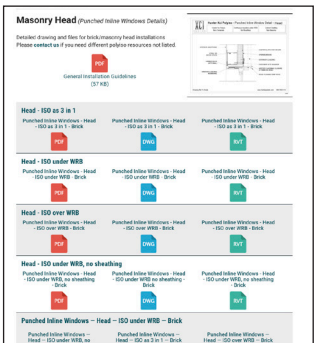 Masonry Head (Punched Inline Windows Details)
Detailed drawing and files for brick/masonry head installations
Please contact us if you need different polyiso resources not listed.
PDF
General Installation Guidelines
(57 KB)
XCI
Head - ISO as 3 in 1
Punched Inline Windows - Head - ISO as 3 in 1 - Brick
PDF
Punched Inline Windows - Head - ISO as 3 in 1 - Brick
DWG
Punched Inline Windows - Head - ISO as 3 in 1 - Brick
RVT
Head - ISO under WRB
Punched Inline Windows - Head - ISO under WRB - Brick
PDF
Punched Inline Windows - Head - ISO under WRB - Brick
DWG
Punched Inline Windows - Head - ISO under WRB - Brick
RVT
Head - ISO over WRB
Punched Inline Windows - Head - ISO over WRB - Brick
PDF
Punched Inline Windows - Head - ISO over WRB - Brick
DWG
Punched Inline Windows - Head - ISO over WRB - Brick
RVT
Head - ISO under WRB, no sheathing
Punched Inline Windows - Head - ISO under WRB, no sheathing - Brick
PDF
Punched Inline Windows - Head - ISO under WRB, no sheathing - Brick
DWG
Punched Inline Windows - Head - ISO under WRB, no sheathing - Brick
RVT
Punched Inline Windows — Head — ISO under WRB — Brick
Punched Inline Windows — Head — ISO under WRB, no
Punched Inline Windows — Head — ISO as 3 in 1 — Brick
Punched Inline Windows — Head — ISO over WRB — Brick